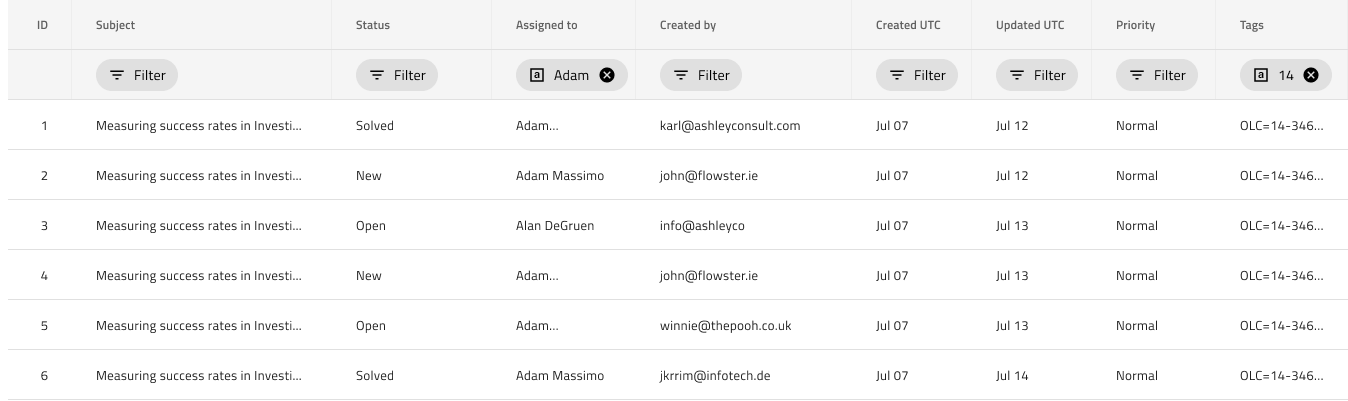 ID Subject Status Assigned to Created by Created UTC Updated UTC Priority Tags
Filter Filter a Adam Filter Filter Filter Filter a 14
1 Measuring success rates in Investi... Solved Adam... karl@ashleyconsult.com Jul 07 Jul 12 Normal OLC=14-346...
2 Measuring success rates in Investi... New Adam Massimo john@flowster.ie Jul 07 Jul 12 Normal OLC=14-346...
3 Measuring success rates in Investi... Open Alan DeGruen info@ashleyco Jul 07 Jul 13 Normal OLC=14-346...
4 Measuring success rates in Investi... New Adam... john@flowster.ie Jul 07 Jul 13 Normal OLC=14-346...
5 Measuring success rates in Investi... Open Adam... winnie@thepooh.co.uk Jul 07 Jul 13 Normal OLC=14-346...
6 Measuring success rates in Investi... Solved Adam Massimo jkrrim@infotech.de Jul 07 Jul 14 Normal OLC=14-346...